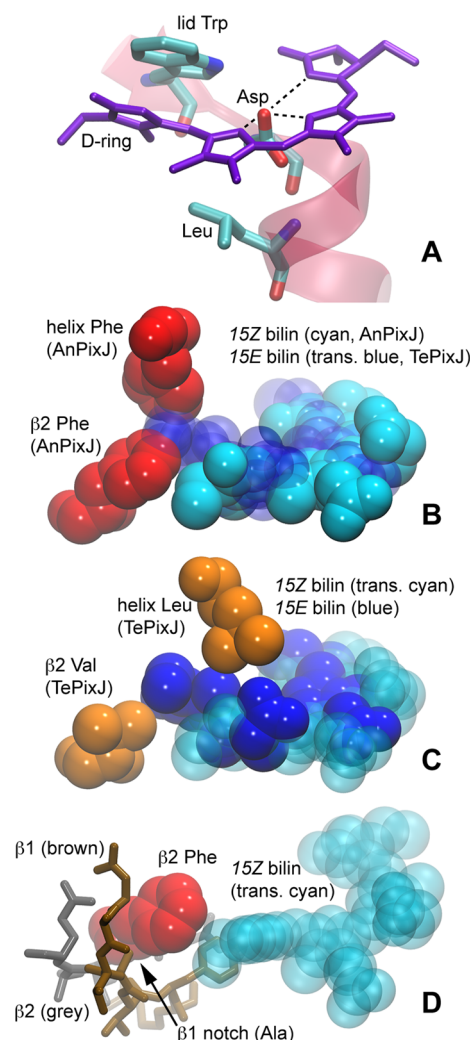 lid Trp
Asp
D-ring
Leu
A
helix Phe
(AnPixJ)
15Z bilin (cyan, AnPixJ)
15E bilin (trans. blue, TePixJ)
β2 Phe
(AnPixJ)
B
helix Leu
(TePixJ)
15Z bilin (trans. cyan)
15E bilin (blue)
β2 Val
(TePixJ)
C
β1 (brown)
β2 Phe
15Z bilin
(trans. cyan)
β2 (grey)
β1 notch (Ala)
D